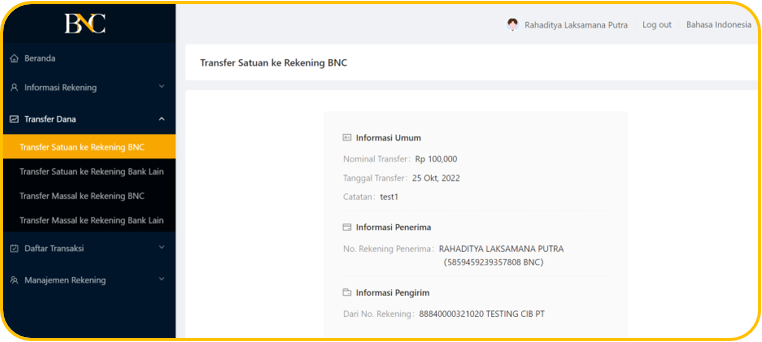 BNC
Rahaditya Laksamana Putra Log out Bahasa Indonesia
Beranda
Informasi Rekening
Transfer Dana
Transfer Satuan ke Rekening BNC
Transfer Satuan ke Rekening Bank Lain
Transfer Massal ke Rekening BNC
Transfer Massal ke Rekening Bank Lain
Daftar Transaksi
Manajemen Rekening
Transfer Satuan ke Rekening BNC
Informasi Umum
Nominal Transfer: Rp 100,000
Tanggal Transfer: 25 Okt, 2022
Catatan: test1
Informasi Penerima
No. Rekening Penerima: RAHADITYA LAKSAMANA PUTRA
(5859459239357808 BNC)
Informasi Pengirim
Dari No. Rekening: 88840000321020 TESTING CIB PT